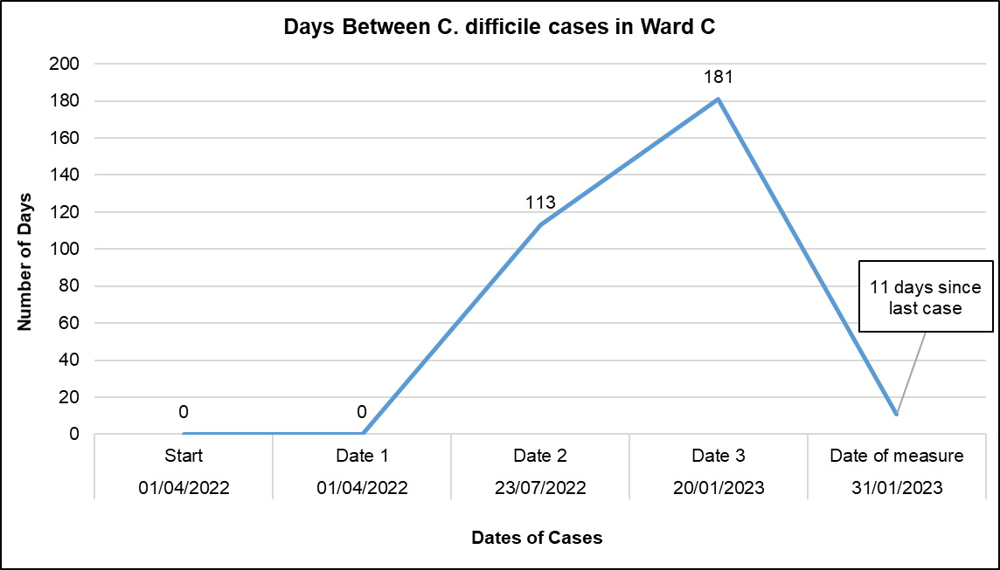 Days Between C. difficile cases in Ward C
Number of Days
200
180
160
140
120
100
80
60
40
20
0
0
0
113
181
11 days since
last case
Start
Date 1
Date 2
Date 3
Date of measure
01/04/2022
01/04/2022
23/07/2022
20/01/2023
31/01/2023
Dates of Cases